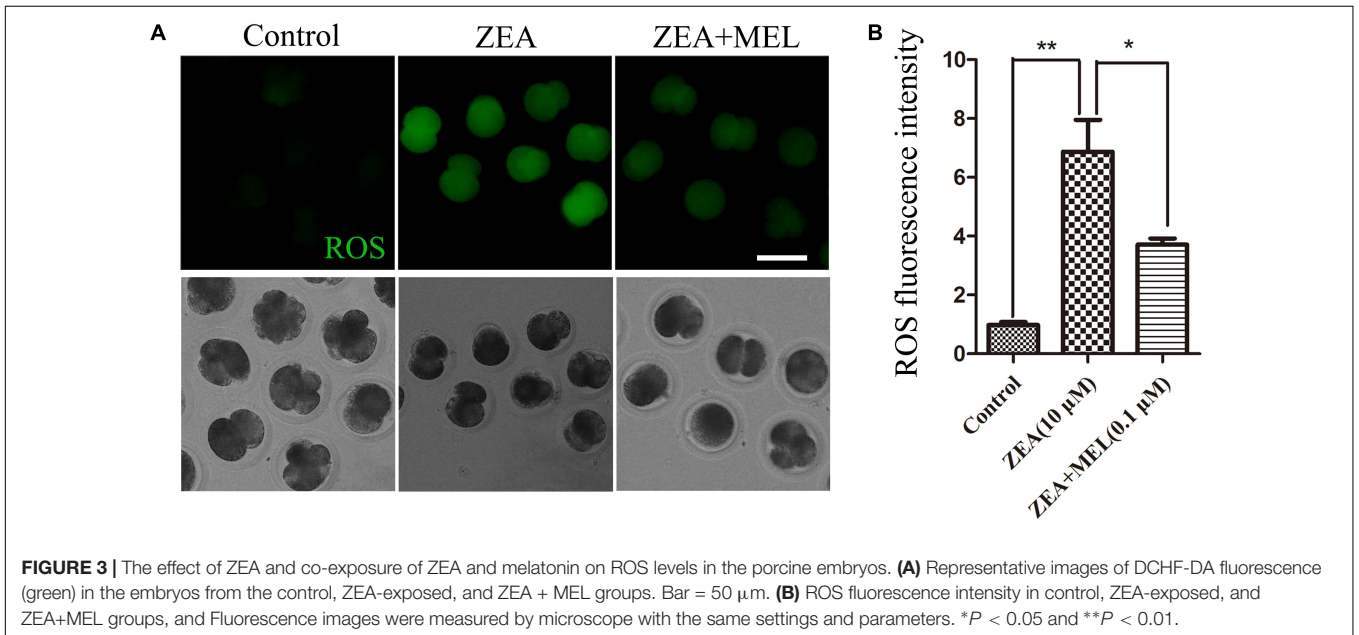 A
Control
ZEA
ZEA+MEL
ROS
B
ROS fluorescence intensity
10
8
6
4
2
0
**
*
Control
ZEA(10 μM)
ZEA+MEL(0.1 μM)
FIGURE 3 | The effect of ZEA and co-exposure of ZEA and melatonin on ROS levels in the porcine embryos. (A) Representative images of DCHF-DA fluorescence
(green) in the embryos from the control, ZEA-exposed, and ZEA + MEL groups. Bar = 50 μm. (B) ROS fluorescence intensity in control, ZEA-exposed, and
ZEA+MEL groups, and Fluorescence images were measured by microscope with the same settings and parameters. *P < 0.05 and **P < 0.01.